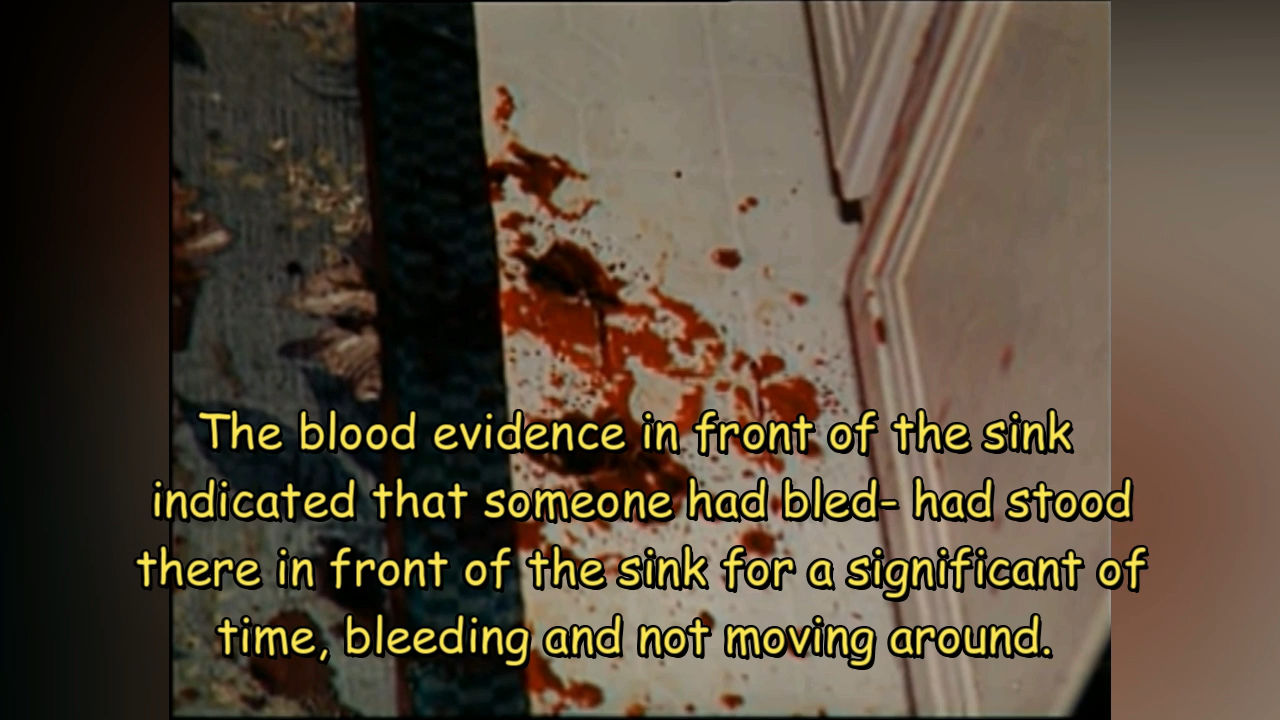 The blood evidence in front of the sink
indicated that someone had bled- had stood
there in front of the sink for a significant of
time, bleeding and not moving around.